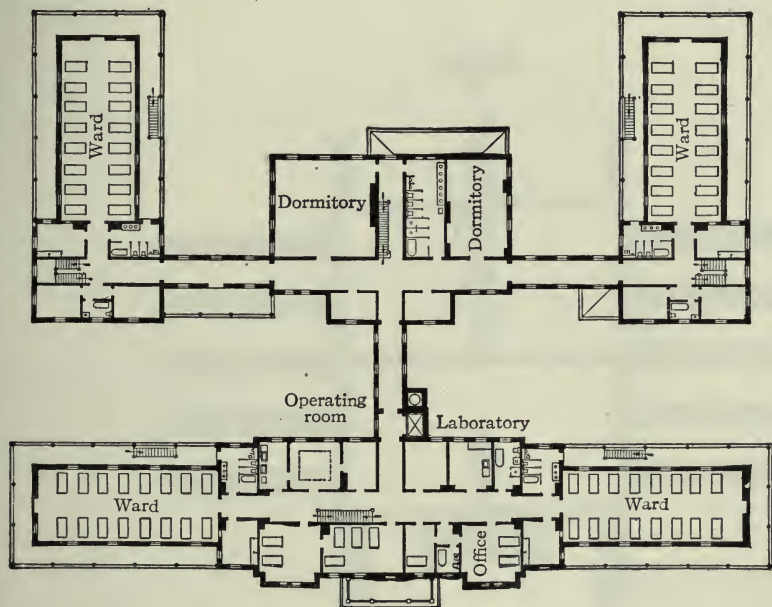 Ward
Ward
Dormitory
Dormitory
Operating
room
Laboratory
Ward
Office
Ward